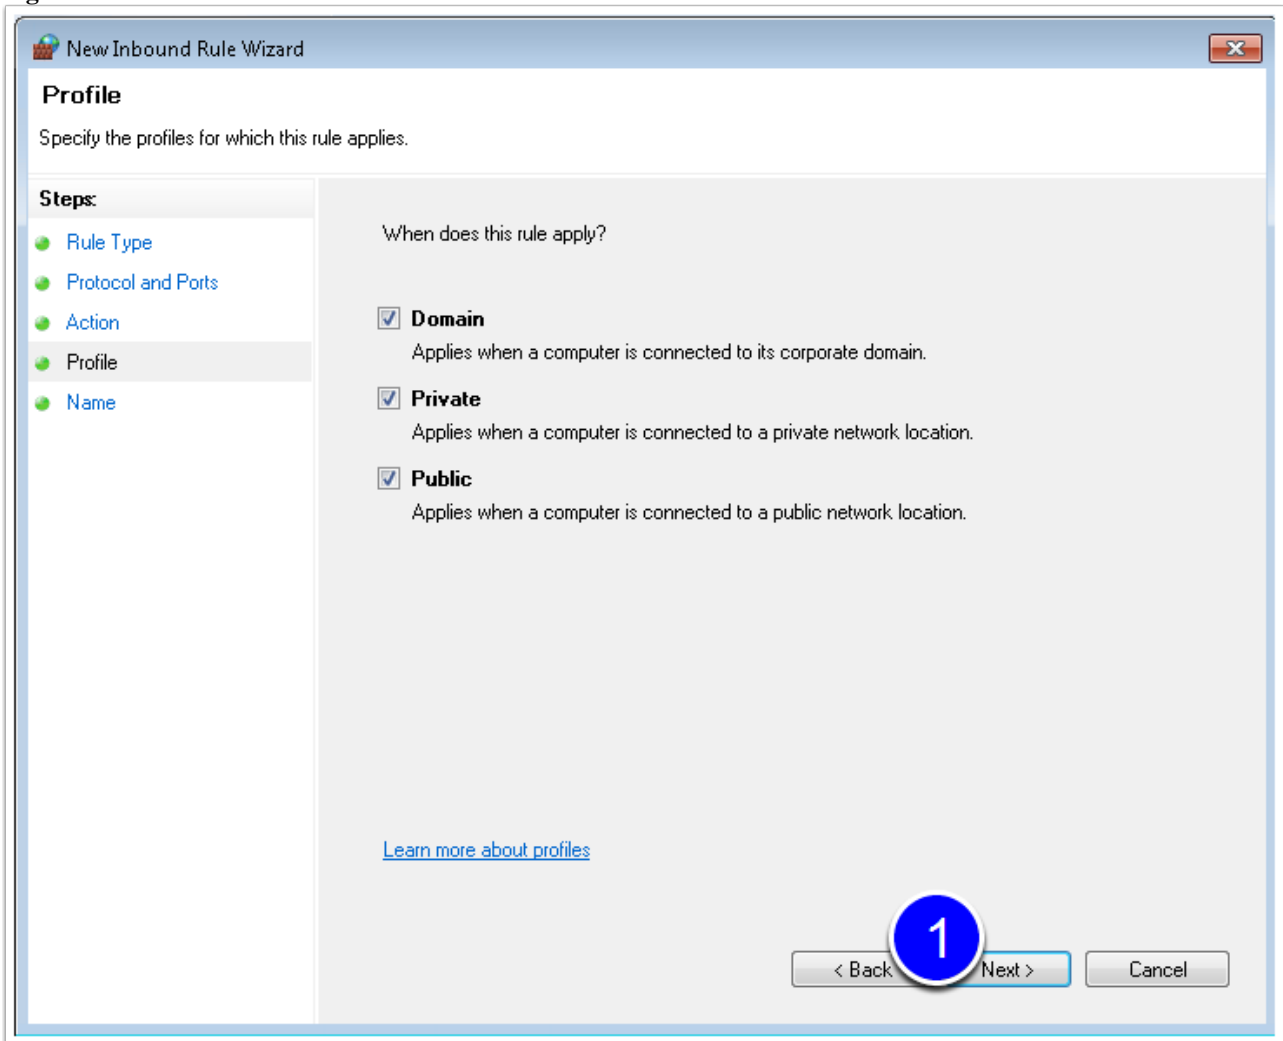 New Inbound Rule Wizard
Profile
Specify the profiles for which this rule applies.
Steps:
Rule Type
Protocol and Ports
Action
Profile
Name
When does this rule apply?
Domain
Applies when a computer is connected to its corporate domain.
Private
Applies when a computer is connected to a private network location.
Public
Applies when a computer is connected to a public network location.
Learn more about profiles
1
< Back
Next >
Cancel